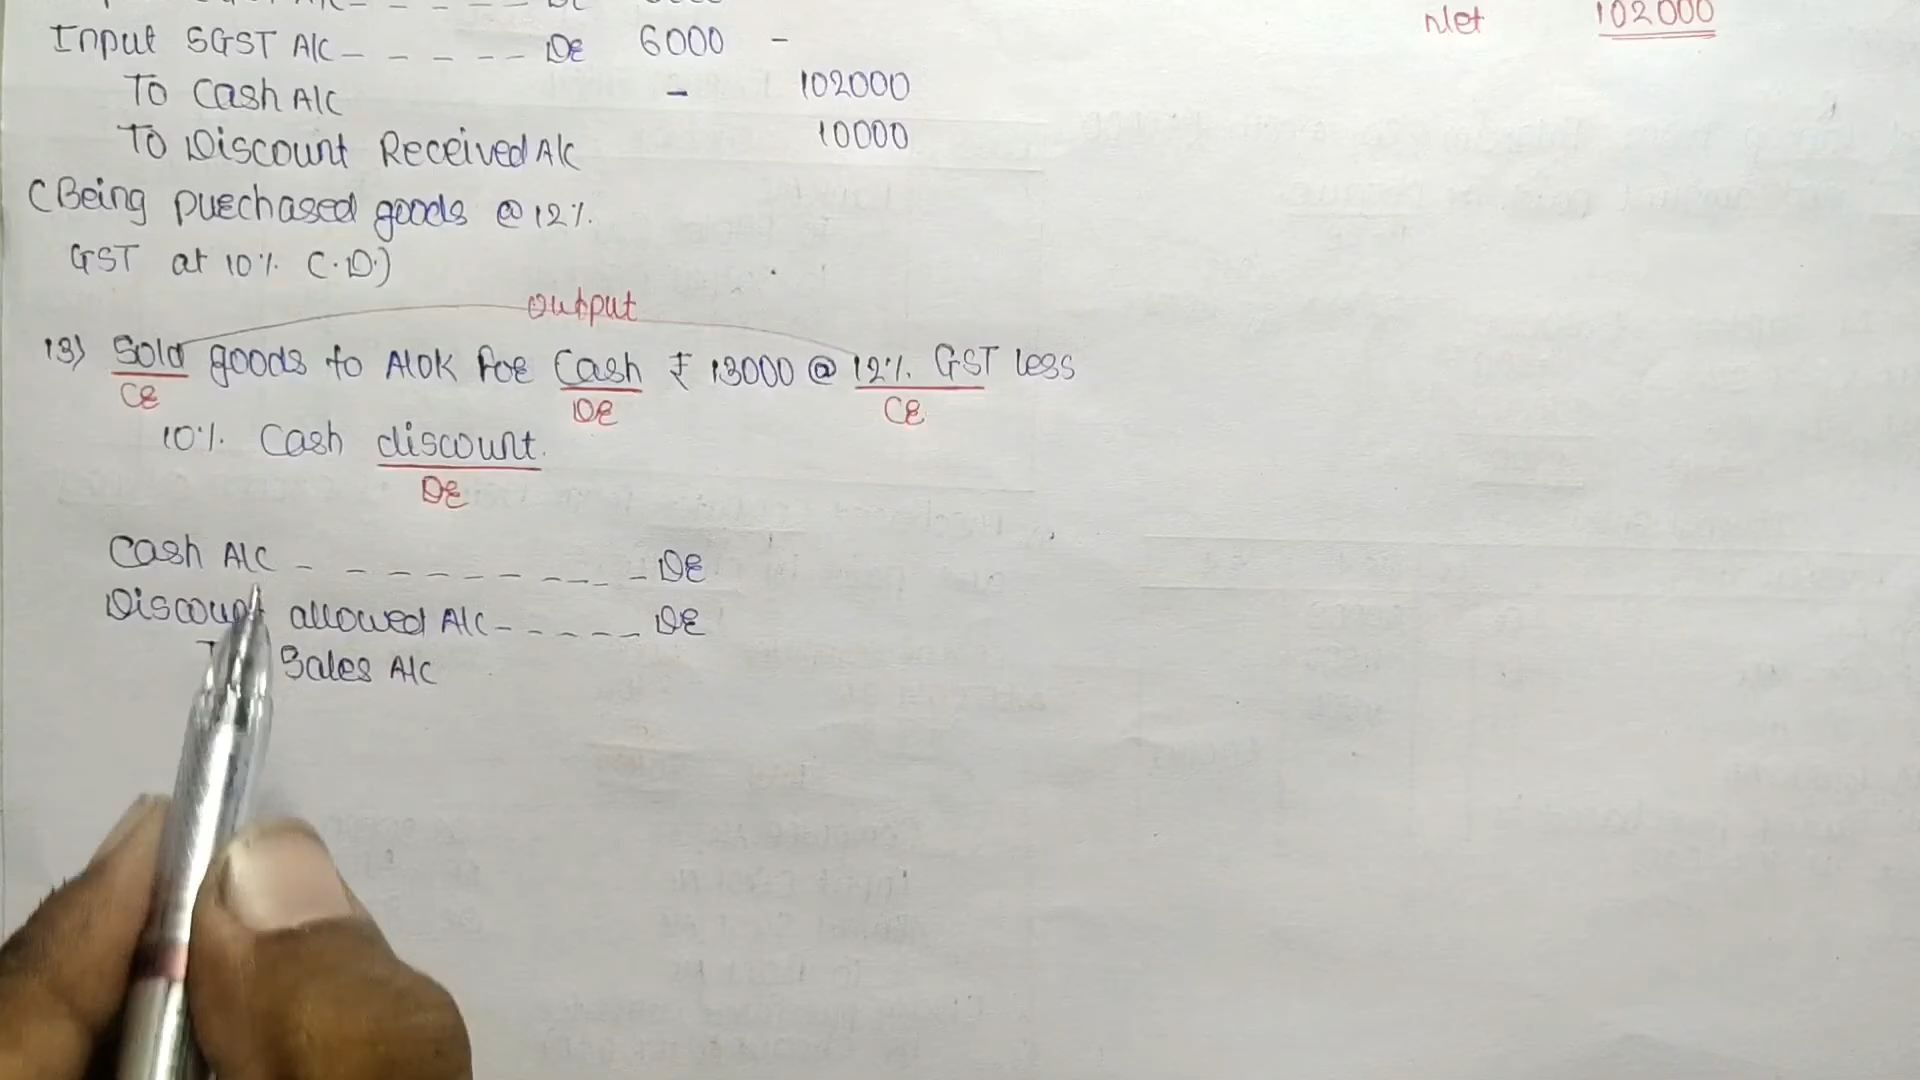 Net 102000
Input SGST A/c - - - - - Dr 6000 -
To Cash A/c - 102000
To Discount Received A/c 10000
(Being purchased goods @ 12%.
GST at 10% C.D.)
Output
13) Sold goods to Alok for Cash ₹ 13000 @ 12% GST less
Cr Dr Cr
10% Cash discount.
Dr
Cash A/c - - - - - - - - - - - Dr
Discount allowed A/c - - - - - Dr
Sales A/c